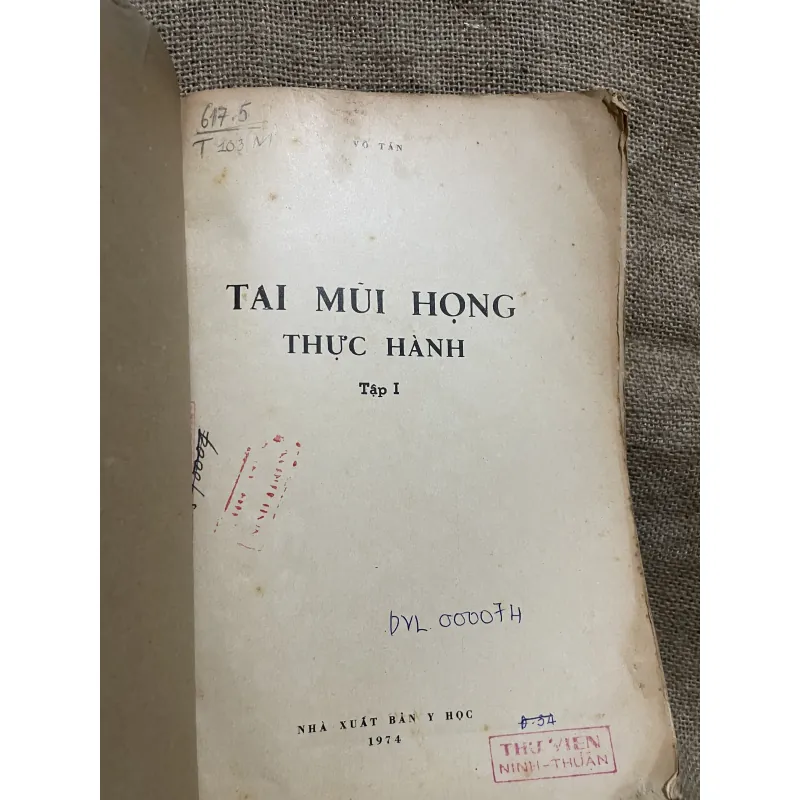 617.5
T 103 M
VÕ TẤN
TAI MŨI HỌNG
THỰC HÀNH
Tập I
DVL 00007H
NHÀ XUẤT BẢN Y HỌC
1974
THƯ VIỆN
NINH-THUẬN